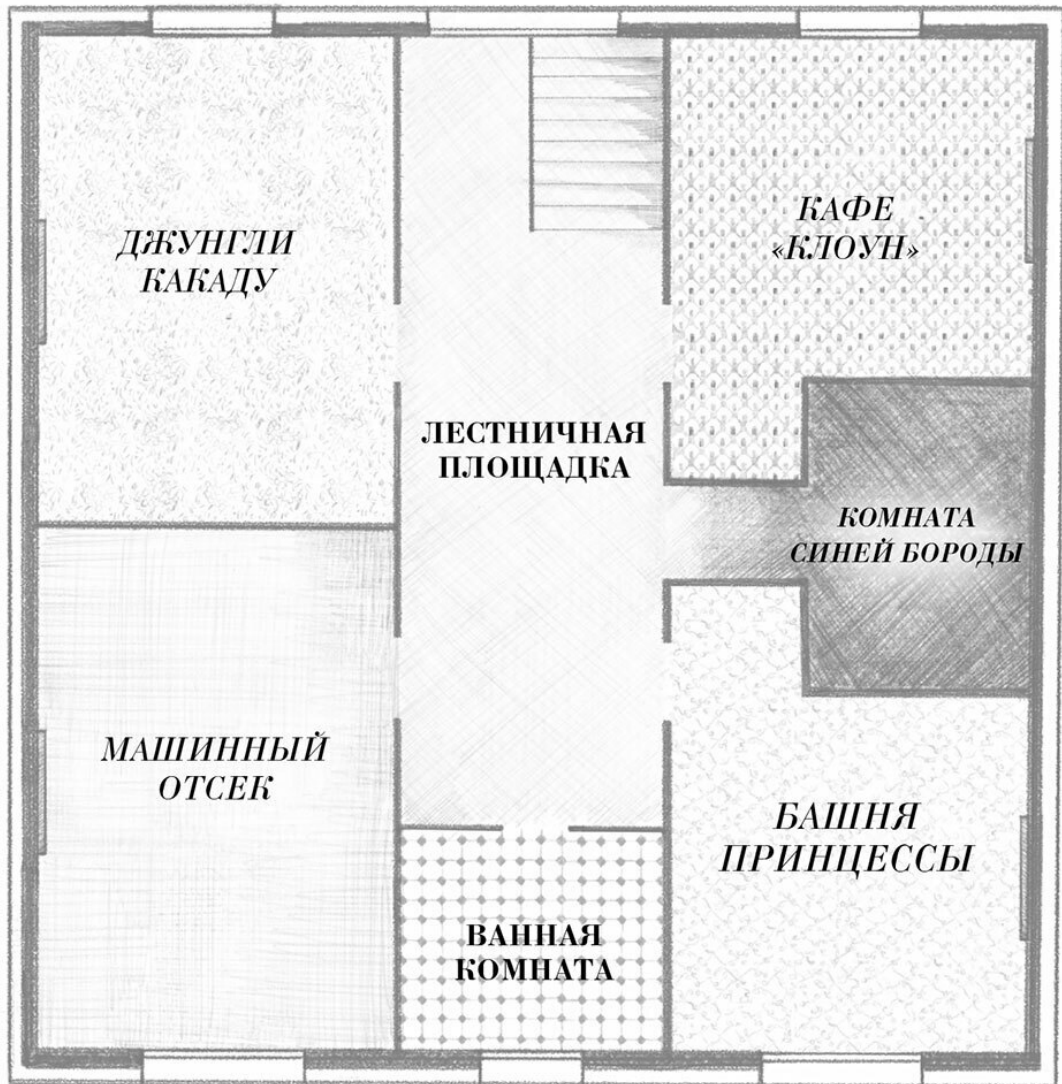 ДЖУНГЛИ
КАКАДУ
КАФЕ
«КЛОУН»
ЛЕСТНИЧНАЯ
ПЛОЩАДКА
КОМНАТА
СИНЕЙ БОРОДЫ
МАШИННЫЙ
ОТСЕК
БАШНЯ
ПРИНЦЕССЫ
ВАННАЯ
КОМНАТА